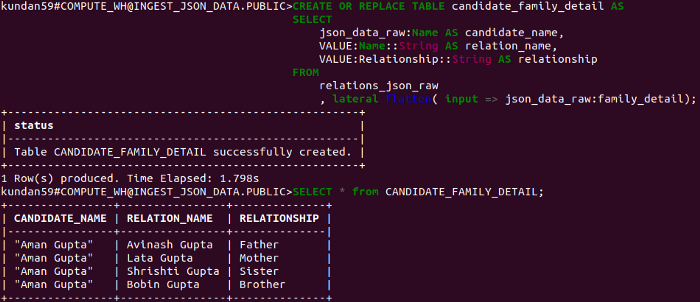 kundan59#COMPUTE_WH@INGEST_JSON_DATA.PUBLIC>CREATE OR REPLACE TABLE candidate_family_detail AS
SELECT
json_data_raw:Name AS candidate_name,
VALUE:Name::String AS relation_name,
VALUE:Relationship::String AS relationship
FROM
relations_json_raw
, lateral flatten( input => json_data_raw:family_detail);
+-----------------------------------------------------+
| status |
|-----------------------------------------------------|
| Table CANDIDATE_FAMILY_DETAIL successfully created. |
+-----------------------------------------------------+
1 Row(s) produced. Time Elapsed: 1.798s
kundan59#COMPUTE_WH@INGEST_JSON_DATA.PUBLIC>SELECT * from CANDIDATE_FAMILY_DETAIL;
+----------------+----------------+--------------+
| CANDIDATE_NAME | RELATION_NAME | RELATIONSHIP |
|----------------+----------------+--------------|
| "Aman Gupta" | Avinash Gupta | Father |
| "Aman Gupta" | Lata Gupta | Mother |
| "Aman Gupta" | Shrishti Gupta | Sister |
| "Aman Gupta" | Bobin Gupta | Brother |
+----------------+----------------+--------------+